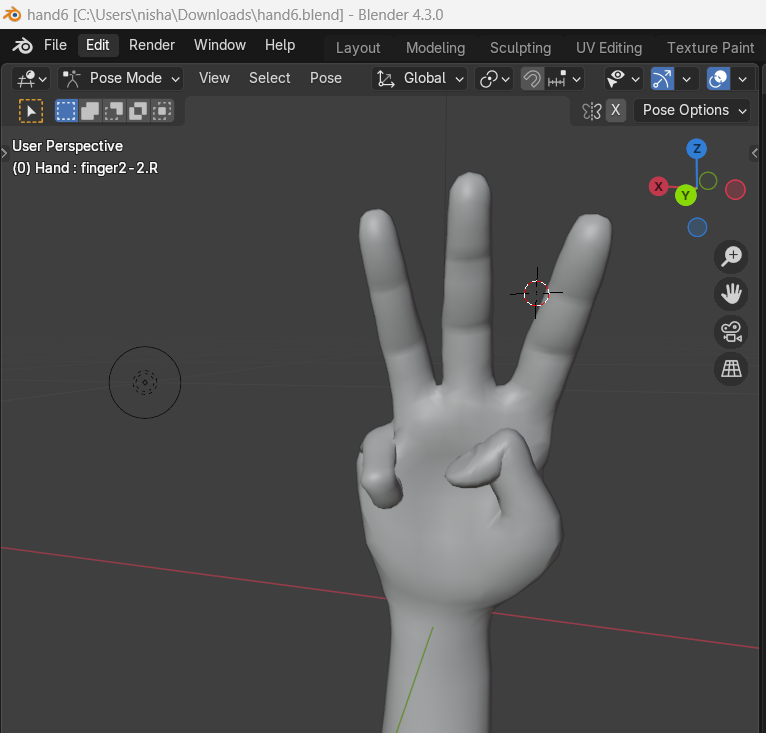 hand6 [C:\Users\nisha\Downloads\hand6.blend] - Blender 4.3.0
File Edit Render Window Help Layout Modeling Sculpting UV Editing Texture Paint
Pose Mode View Select Pose Global
X Pose Options
User Perspective
(0) Hand : finger2-2.R
Z
X
Y